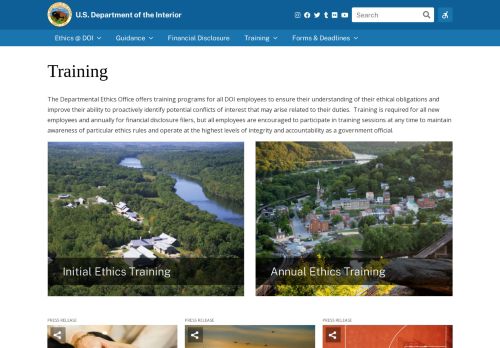 U.S. Department of the Interior
Search
Ethics @ DOI
Guidance
Financial Disclosure
Training
Forms & Deadlines
Training
The Departmental Ethics Office offers training programs for all DOI employees to ensure their understanding of their ethical obligations and
improve their ability to proactively identify potential conflicts of interest that may arise related to their duties. Training is required for all new
employees and annually for financial disclosure filers, but all employees are encouraged to participate in training sessions at any time to maintain
awareness of particular ethics rules and operate at the highest levels of integrity and accountability as a government official.
Initial Ethics Training
Annual Ethics Training
PRESS RELEASE
PRESS RELEASE
PRESS RELEASE